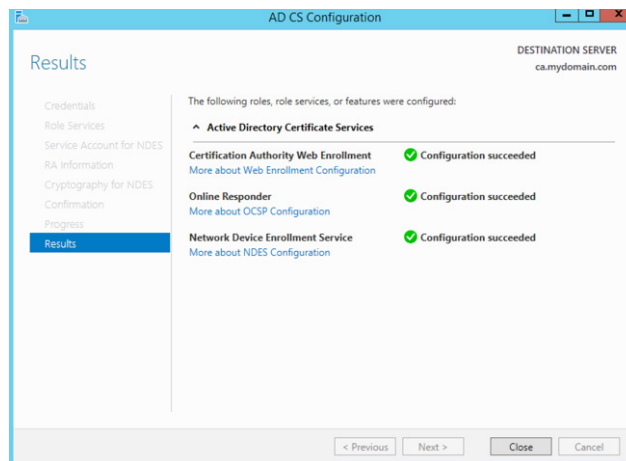 AD CS Configuration
Results
DESTINATION SERVER
ca.mydomain.com
Credentials
Role Services
Service Account for NDES
RA Information
Cryptography for NDES
Confirmation
Progress
Results
The following roles, role services, or features were configured:
Active Directory Certificate Services
Certification Authority Web Enrollment Configuration succeeded
More about Web Enrollment Configuration
Online Responder Configuration succeeded
More about OCSP Configuration
Network Device Enrollment Service Configuration succeeded
More about NDES Configuration
< Previous Next > Close Cancel